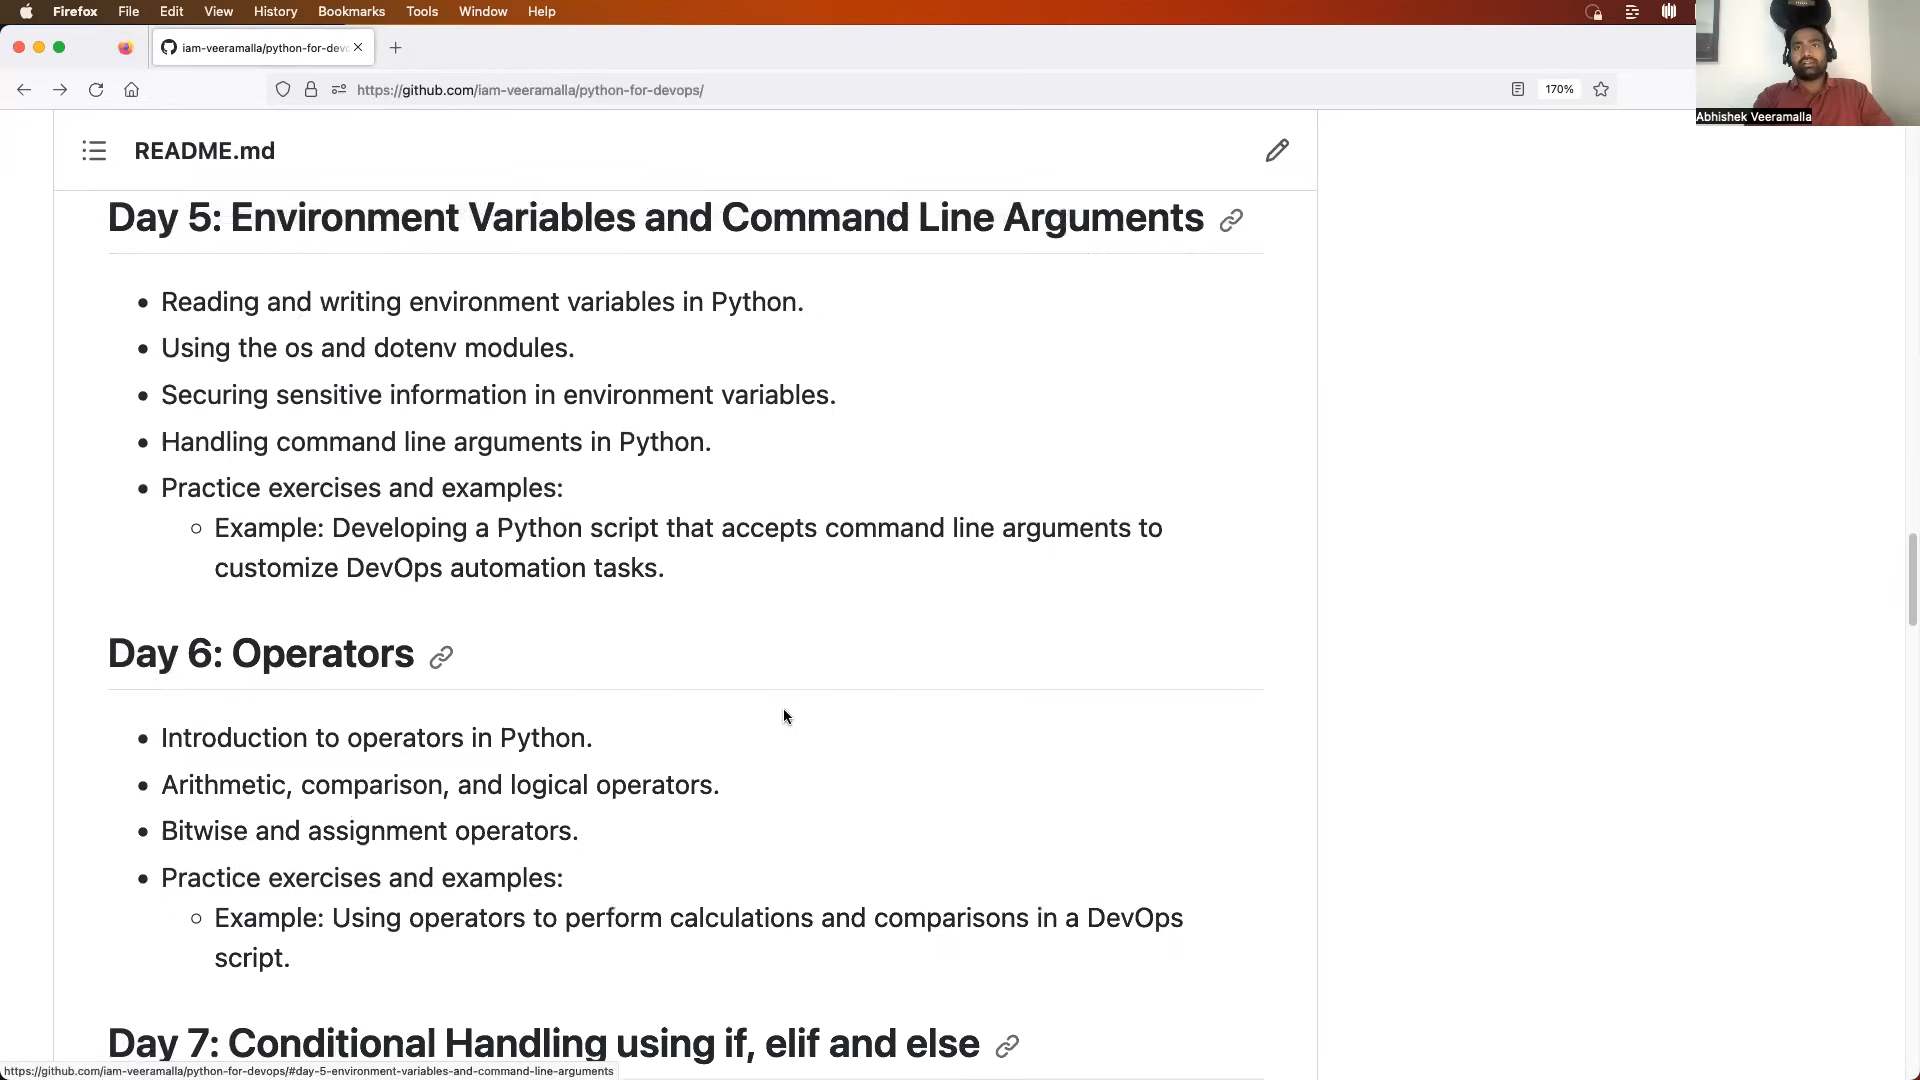 Firefox File Edit View History Bookmarks Tools Window Help
iam-veeramalla/python-for-dev
https://github.com/iam-veeramalla/python-for-devops/
170%
Abhishek Veeramalla
README.md
Day 5: Environment Variables and Command Line Arguments
• Reading and writing environment variables in Python.
• Using the os and dotenv modules.
• Securing sensitive information in environment variables.
• Handling command line arguments in Python.
• Practice exercises and examples:
○ Example: Developing a Python script that accepts command line arguments to
customize DevOps automation tasks.
Day 6: Operators
• Introduction to operators in Python.
• Arithmetic, comparison, and logical operators.
• Bitwise and assignment operators.
• Practice exercises and examples:
○ Example: Using operators to perform calculations and comparisons in a DevOps
script.
Day 7: Conditional Handling using if, elif and else
https://github.com/iam-veeramalla/python-for-devops/#day-5-environment-variables-and-command-line-arguments